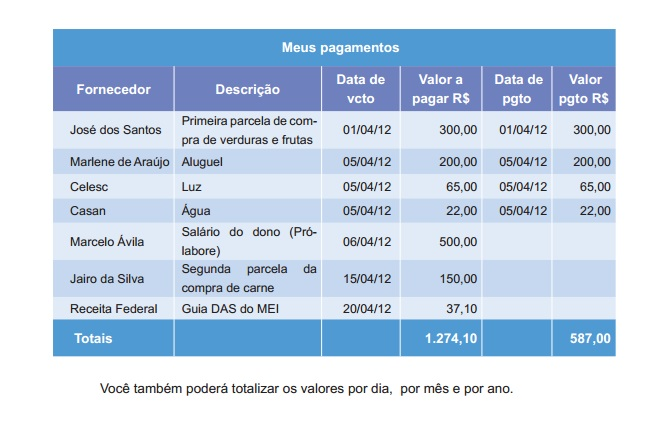 Meus pagamentos
Fornecedor Descrição Data de vcto Valor a pagar R$ Data de pgto Valor pgto R$
José dos Santos Primeira parcela de com-
pra de verduras e frutas 01/04/12 300,00 01/04/12 300,00
Marlene de Araújo Aluguel 05/04/12 200,00 05/04/12 200,00
Celesc Luz 05/04/12 65,00 05/04/12 65,00
Casan Água 05/04/12 22,00 05/04/12 22,00
Marcelo Ávila Salário do dono (Pró-
labore) 06/04/12 500,00
Jairo da Silva Segunda parcela da
compra de carne 15/04/12 150,00
Receita Federal Guia DAS do MEI 20/04/12 37,10
Totais 1.274,10 587,00
Você também poderá totalizar os valores por dia, por mês e por ano.